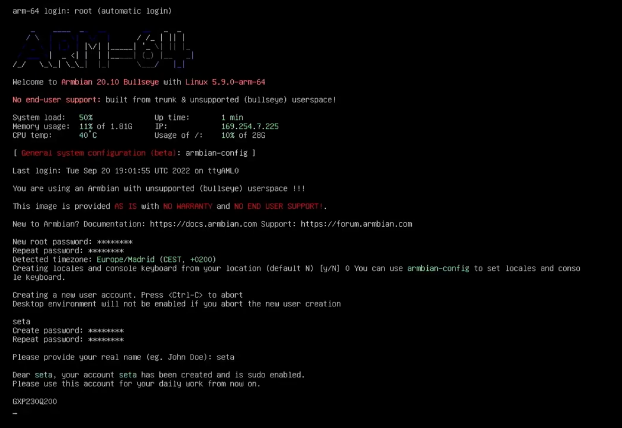 arm-64 login: root (automatic login)
Welcome to Armbian 20.10 Bullseye with Linux 5.9.0-arm-64
No end-user support: built from trunk & unsupported (bullseye) userspace!
System load: 50% Up time: 1 min
Memory usage: 11% of 1.81G IP: 169.254.7.225
CPU temp: 40°C Usage of /: 10% of 28G
[ General system configuration (beta): armbian-config ]
Last login: Tue Sep 20 19:01:55 UTC 2022 on ttyAML0
You are using an Armbian with unsupported (bullseye) userspace !!!
This image is provided AS IS with NO WARRANTY and NO END USER SUPPORT!.
New to Armbian? Documentation: https://docs.armbian.com Support: https://forum.armbian.com
New root password: ********
Repeat password: ********
Detected timezone: Europe/Madrid (CEST, +0200)
Creating locales and console keyboard from your location (default N) [y/N] 0 You can use armbian-config to set locales and conso
le keyboard.
Creating a new user account. Press <Ctrl-C> to abort
Desktop environment will not be enabled if you abort the new user creation
seta
Create password: ********
Repeat password: ********
Please provide your real name (eg. John Doe): seta
Dear seta, your account seta has been created and is sudo enabled.
Please use this account for your daily work from now on.
GXP230Q200
_